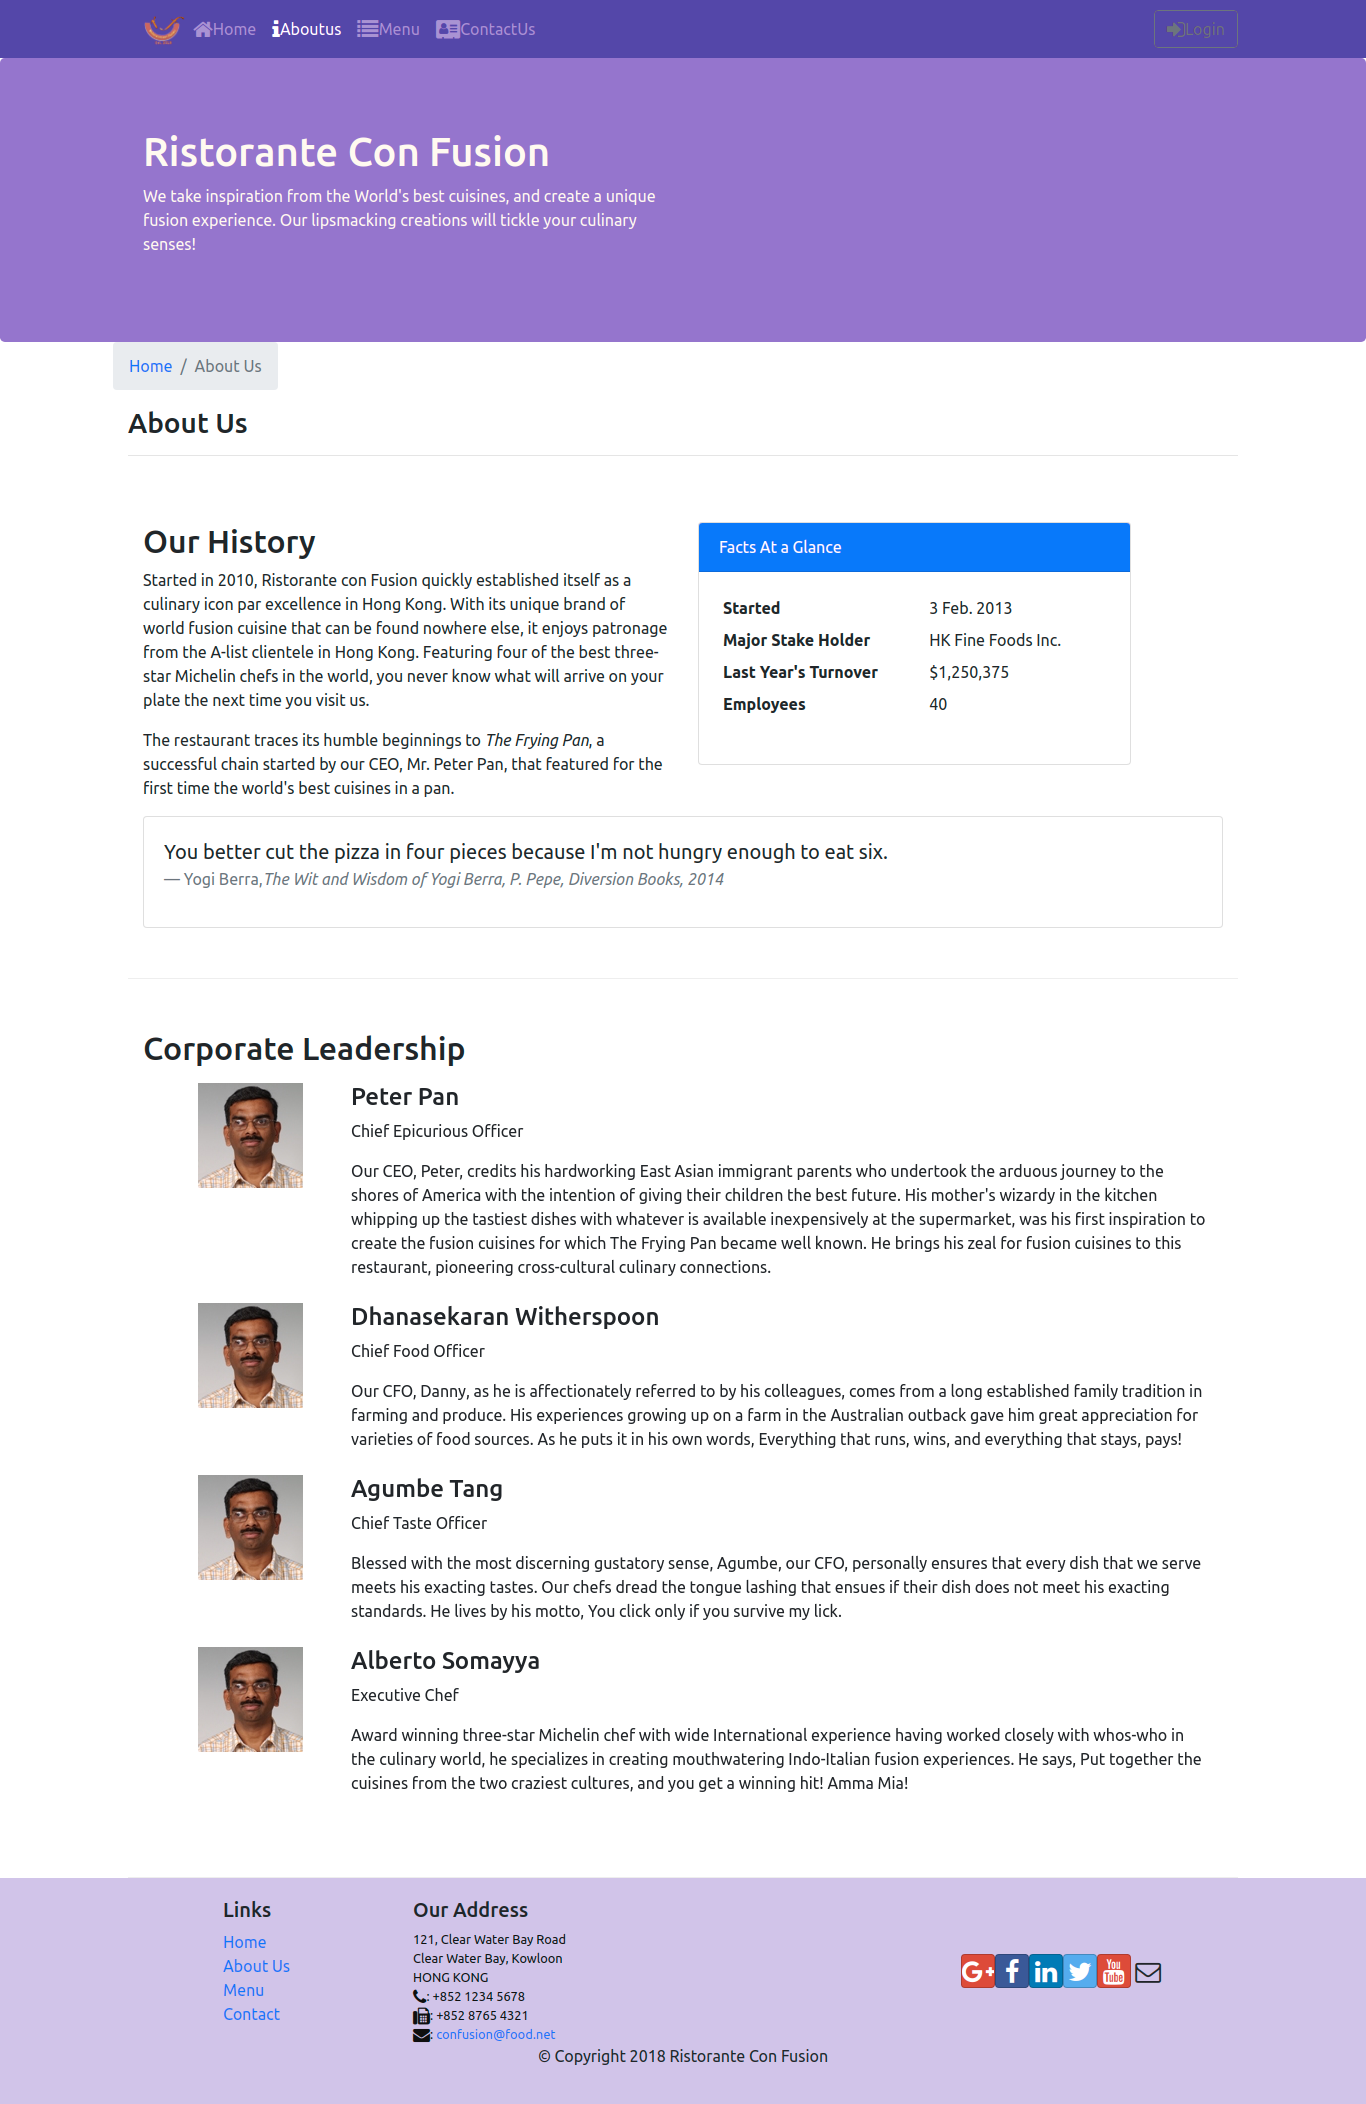 Home Aboutus Menu ContactUs Login
Ristorante Con Fusion
We take inspiration from the World's best cuisines, and create a unique
fusion experience. Our lipsmacking creations will tickle your culinary
senses!
Home / About Us
About Us
Our History
Started in 2010, Ristorante con Fusion quickly established itself as a
culinary icon par excellence in Hong Kong. With its unique brand of
world fusion cuisine that can be found nowhere else, it enjoys patronage
from the A-list clientele in Hong Kong. Featuring four of the best three-
star Michelin chefs in the world, you never know what will arrive on your
plate the next time you visit us.
The restaurant traces its humble beginnings to The Frying Pan, a
successful chain started by our CEO, Mr. Peter Pan, that featured for the
first time the world's best cuisines in a pan.
Facts At a Glance
Started 3 Feb. 2013
Major Stake Holder HK Fine Foods Inc.
Last Year's Turnover $1,250,375
Employees 40
You better cut the pizza in four pieces because I'm not hungry enough to eat six.
— Yogi Berra,The Wit and Wisdom of Yogi Berra, P. Pepe, Diversion Books, 2014
Corporate Leadership
Peter Pan
Chief Epicurious Officer
Our CEO, Peter, credits his hardworking East Asian immigrant parents who undertook the arduous journey to the
shores of America with the intention of giving their children the best future. His mother's wizardy in the kitchen
whipping up the tastiest dishes with whatever is available inexpensively at the supermarket, was his first inspiration to
create the fusion cuisines for which The Frying Pan became well known. He brings his zeal for fusion cuisines to this
restaurant, pioneering cross-cultural culinary connections.
Dhanasekaran Witherspoon
Chief Food Officer
Our CFO, Danny, as he is affectionately referred to by his colleagues, comes from a long established family tradition in
farming and produce. His experiences growing up on a farm in the Australian outback gave him great appreciation for
varieties of food sources. As he puts it in his own words, Everything that runs, wins, and everything that stays, pays!
Agumbe Tang
Chief Taste Officer
Blessed with the most discerning gustatory sense, Agumbe, our CFO, personally ensures that every dish that we serve
meets his exacting tastes. Our chefs dread the tongue lashing that ensues if their dish does not meet his exacting
standards. He lives by his motto, You click only if you survive my lick.
Alberto Somayya
Executive Chef
Award winning three-star Michelin chef with wide International experience having worked closely with whos-who in
the culinary world, he specializes in creating mouthwatering Indo-Italian fusion experiences. He says, Put together the
cuisines from the two craziest cultures, and you get a winning hit! Amma Mia!
Links
Home
About Us
Menu
Contact
Our Address
121, Clear Water Bay Road
Clear Water Bay, Kowloon
HONG KONG
: +852 1234 5678
: +852 8765 4321
: confusion@food.net
G+ f in You Tube
© Copyright 2018 Ristorante Con Fusion